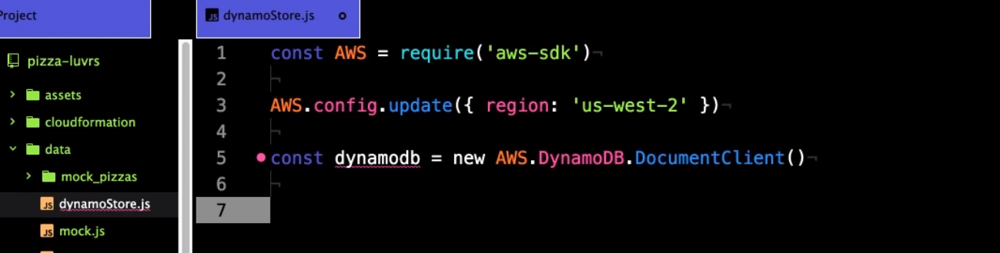 Project
dynamoStore.js
pizza-luvrs
assets
cloudformation
data
mock_pizzas
dynamoStore.js
mock.js
1 const AWS = require('aws-sdk')¬
2 ¬
3 AWS.config.update({ region: 'us-west-2' })¬
4 ¬
5 const dynamodb = new AWS.DynamoDB.DocumentClient()¬
6 ¬
7